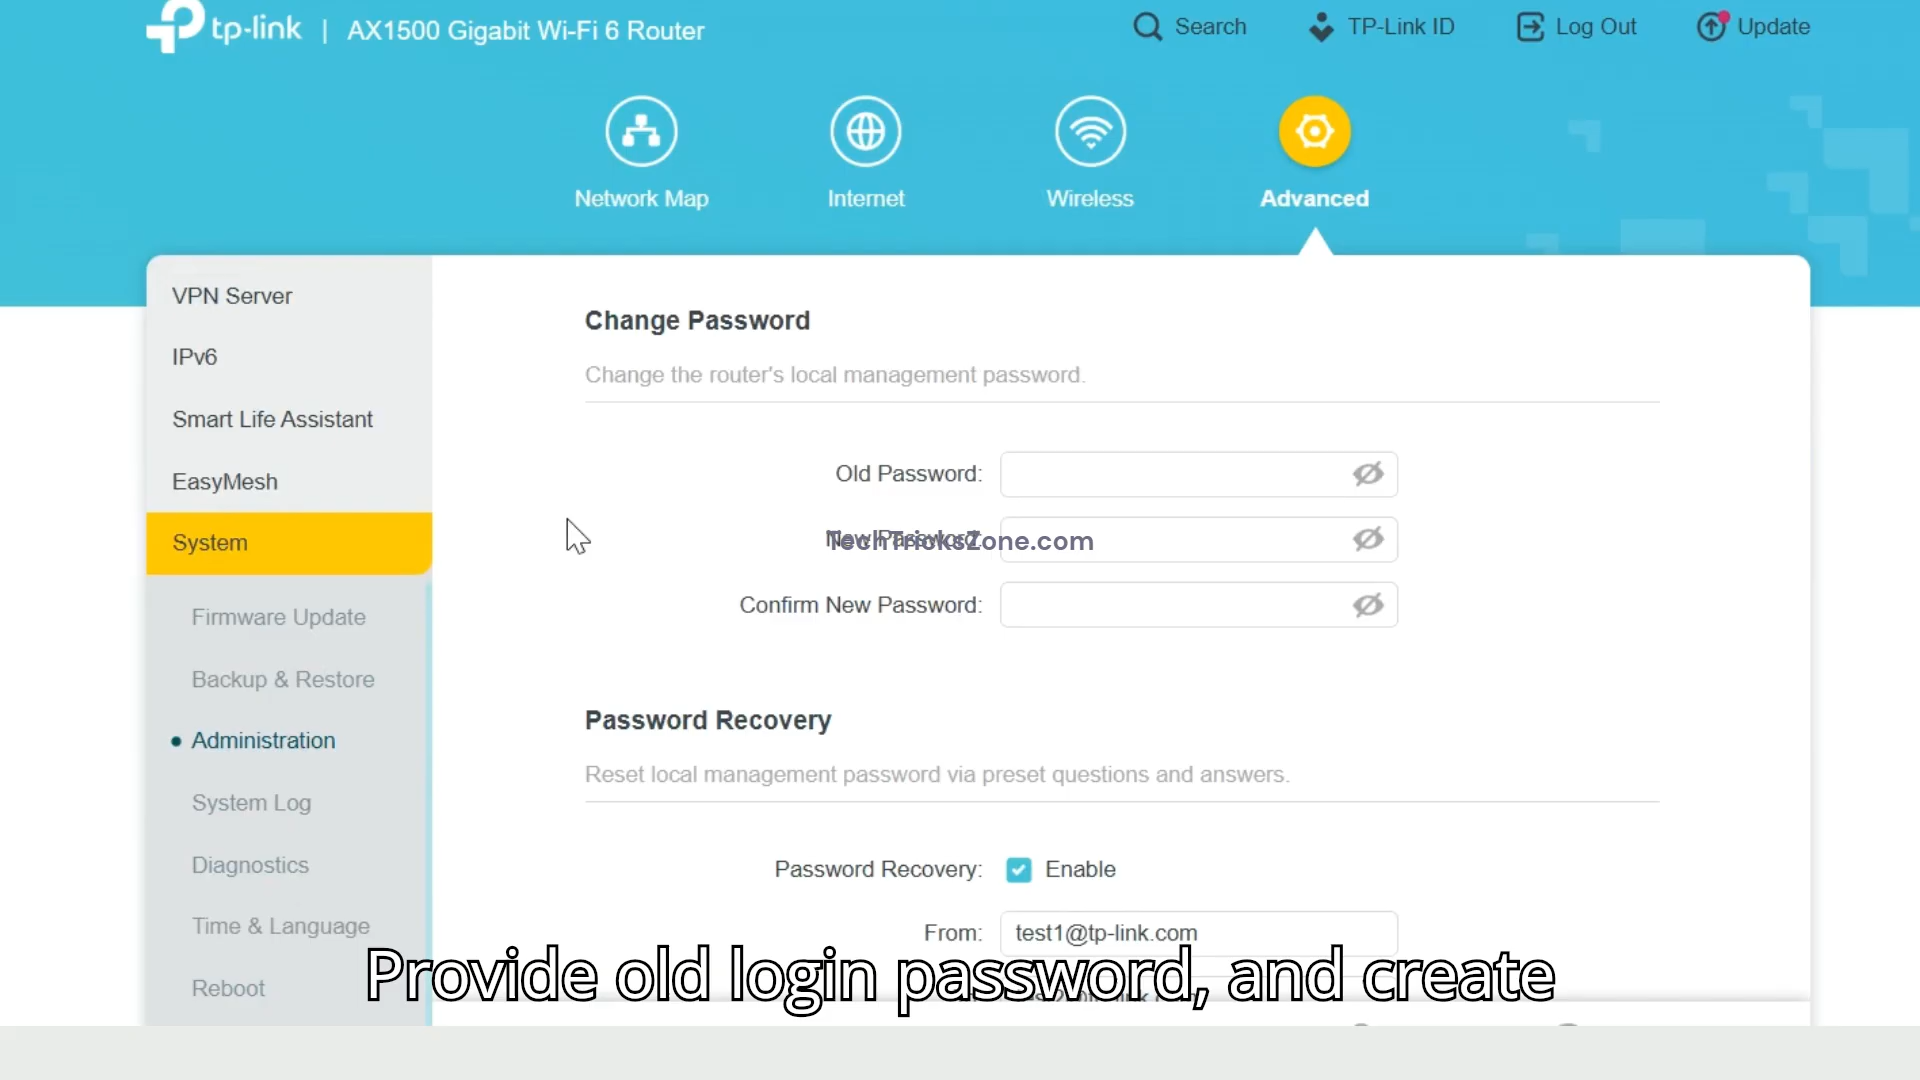 tp-link | AX1500 Gigabit Wi-Fi 6 Router
Search
TP-Link ID
Log Out
Update
Network Map
Internet
Wireless
Advanced
VPN Server
IPv6
Smart Life Assistant
EasyMesh
System
Firmware Update
Backup & Restore
Administration
System Log
Diagnostics
Time & Language
Reboot
Change Password
Change the router's local management password.
Old Password:
New Password:
TechTricksZone.com
Confirm New Password:
Password Recovery
Reset local management password via preset questions and answers.
Password Recovery: Enable
From: test1@tp-link.com
Provide old login password, and create